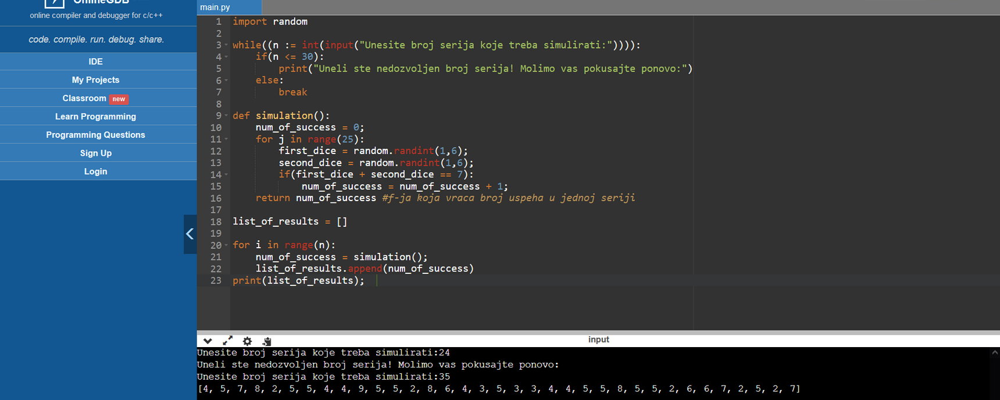 OnlineGDB
online compiler and debugger for c/c++
code. compile. run. debug. share.
IDE
My Projects
Classroom new
Learn Programming
Programming Questions
Sign Up
Login
main.py
1 import random
2
3 while((n := int(input("Unesite broj serija koje treba simulirati:")))):
4     if(n <= 30):
5         print("Uneli ste nedozvoljen broj serija! Molimo vas pokusajte ponovo:")
6     else:
7         break
8
9 def simulation():
10     num_of_success = 0;
11     for j in range(25):
12         first_dice = random.randint(1,6);
13         second_dice = random.randint(1,6);
14         if(first_dice + second_dice == 7):
15             num_of_success = num_of_success + 1;
16     return num_of_success #f-ja koja vraca broj uspeha u jednoj seriji
17
18 list_of_results = []
19
20 for i in range(n):
21     num_of_success = simulation();
22     list_of_results.append(num_of_success)
23 print(list_of_results);
input
Unesite broj serija koje treba simulirati:24
Uneli ste nedozvoljen broj serija! Molimo vas pokusajte ponovo:
Unesite broj serija koje treba simulirati:35
[4, 5, 7, 8, 2, 5, 5, 4, 4, 9, 5, 5, 2, 8, 6, 4, 3, 5, 3, 3, 4, 4, 5, 5, 8, 5, 5, 2, 6, 6, 7, 2, 5, 2, 7]